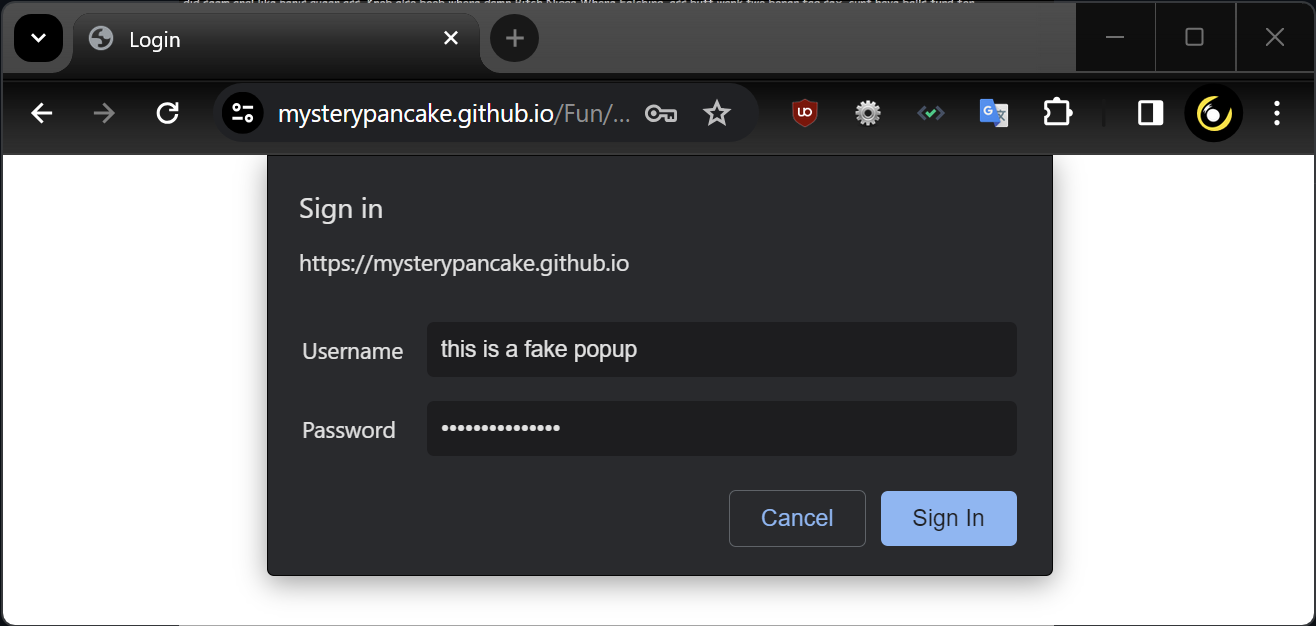 Login
mysterypancake.github.io/Fun/...
Sign in
https://mysterypancake.github.io
Username this is a fake popup
Password •••••••••••••••
Cancel Sign In